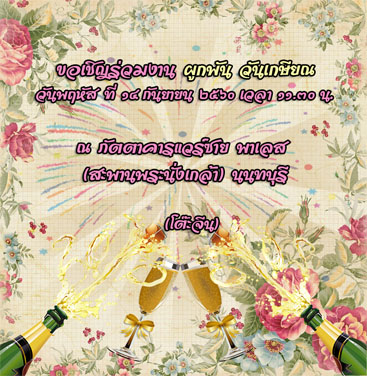 ขอเชิญร่วมงาน ผูกพัน วันเกษียณ
วันพฤหัส ที่ ๑๔ กันยายน ๒๕๖๐ เวลา ๑๑.๓๐ น.
ณ ภัตตาคารแวร์ซาย พาเลส
(สะพานพระนั่งเกล้า) นนทบุรี
(โต๊ะจีน)